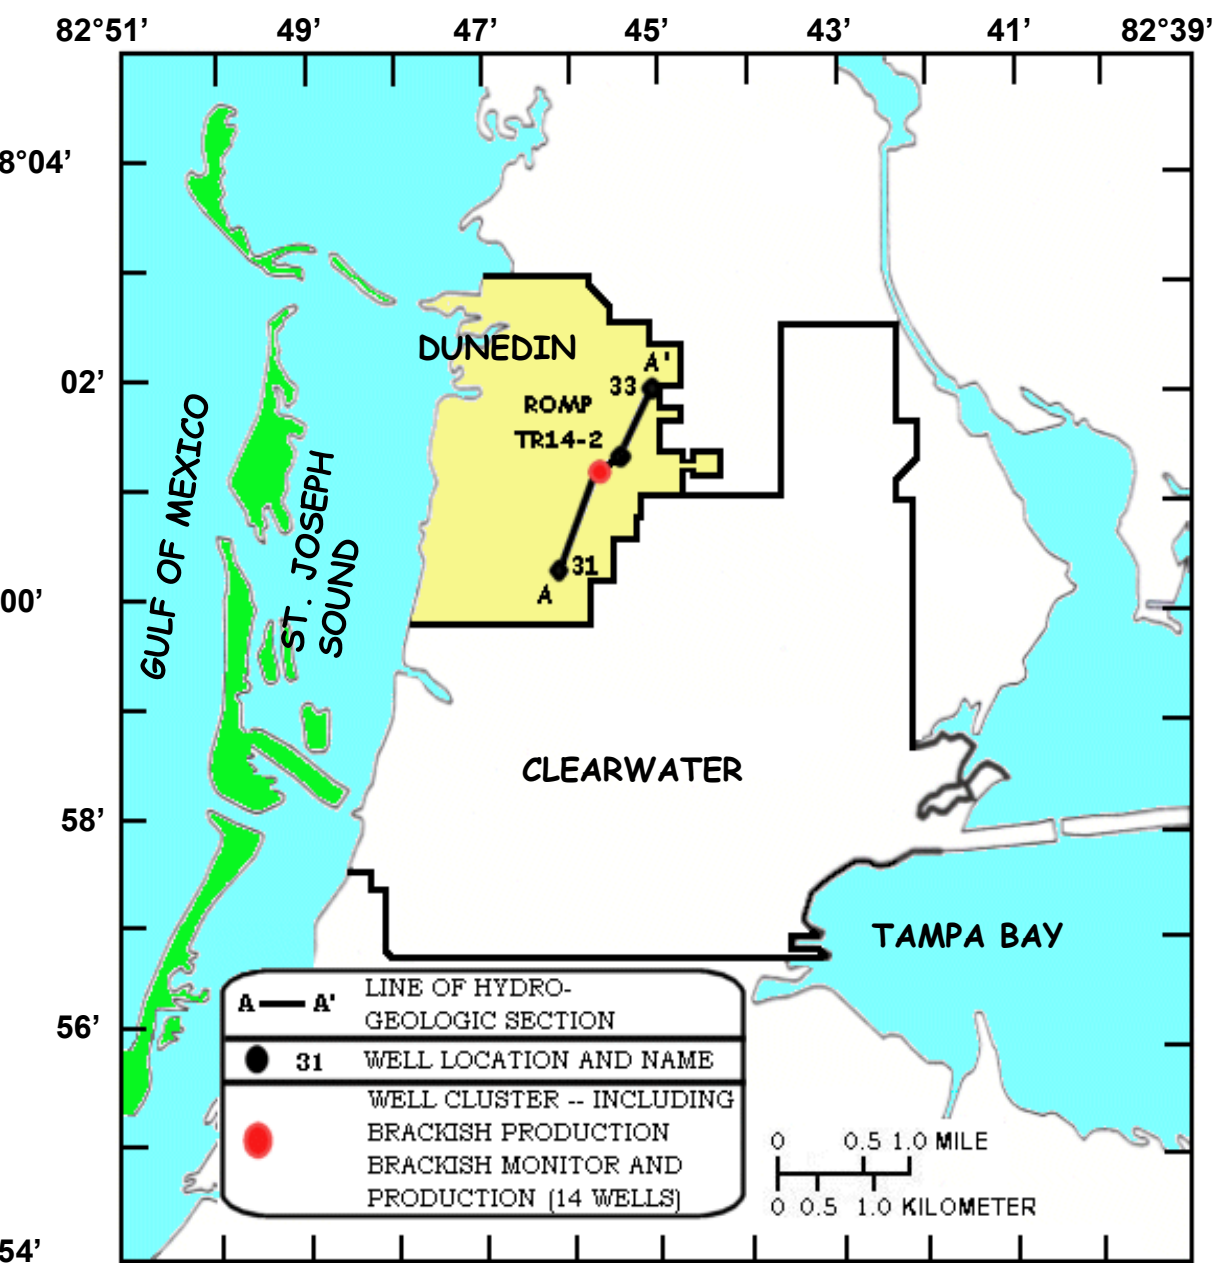 82°51’ 49’ 47’ 45’ 43’ 41’ 82°39’
8°04’
02’
00’
58’
56’
54’
DUNEDIN
A'
33
ROMP
TR14-2
31
A
GULF OF MEXICO
ST. JOSEPH
SOUND
CLEARWATER
TAMPA BAY
A A' LINE OF HYDRO-
GEOLOGIC SECTION
31 WELL LOCATION AND NAME
WELL CLUSTER -- INCLUDING
BRACKISH PRODUCTION
BRACKISH MONITOR AND
PRODUCTION (14 WELLS)
0 0.5 1.0 MILE
0 0.5 1.0 KILOMETER